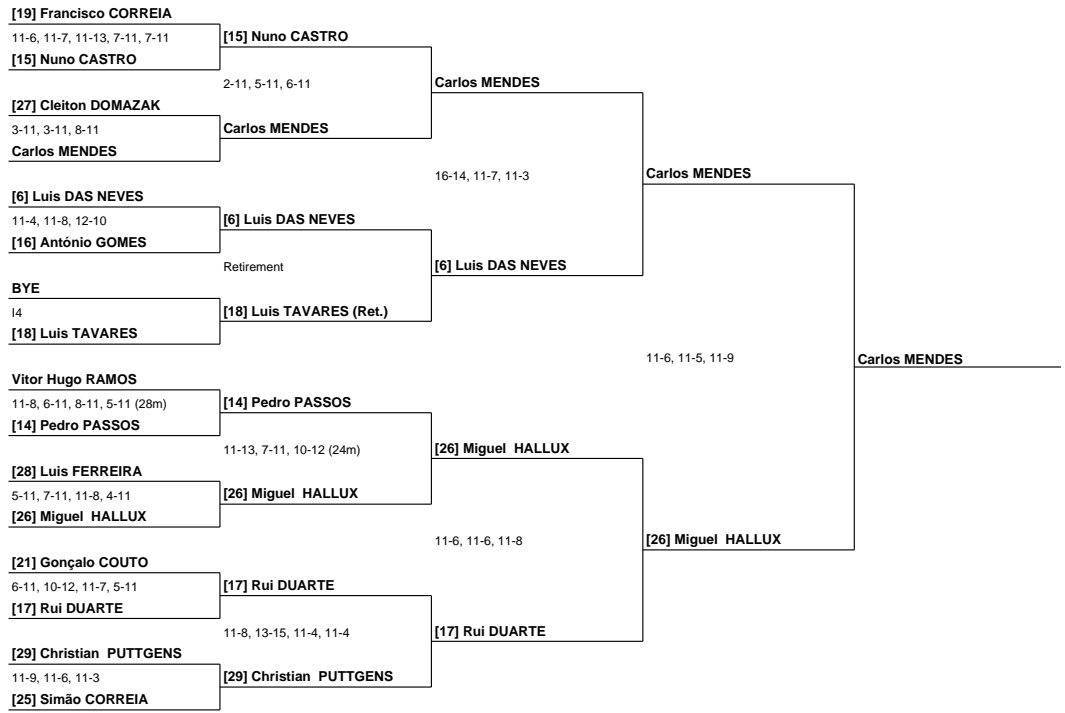 [19] Francisco CORREIA
11-6, 11-7, 11-13, 7-11, 7-11
[15] Nuno CASTRO
[15] Nuno CASTRO
2-11, 5-11, 6-11
Carlos MENDES
[27] Cleiton DOMAZAK
3-11, 3-11, 8-11
Carlos MENDES
Carlos MENDES
16-14, 11-7, 11-3
Carlos MENDES
[6] Luis DAS NEVES
11-4, 11-8, 12-10
[6] Luis DAS NEVES
[16] António GOMES
Retirement
[6] Luis DAS NEVES
BYE
I4
[18] Luis TAVARES (Ret.)
[18] Luis TAVARES
11-6, 11-5, 11-9
Carlos MENDES
Vitor Hugo RAMOS
11-8, 6-11, 8-11, 5-11 (28m)
[14] Pedro PASSOS
[14] Pedro PASSOS
11-13, 7-11, 10-12 (24m)
[26] Miguel HALLUX
[28] Luis FERREIRA
5-11, 7-11, 11-8, 4-11
[26] Miguel HALLUX
[26] Miguel HALLUX
11-6, 11-6, 11-8
[26] Miguel HALLUX
[21] Gonçalo COUTO
6-11, 10-12, 11-7, 5-11
[17] Rui DUARTE
[17] Rui DUARTE
11-8, 13-15, 11-4, 11-4
[17] Rui DUARTE
[29] Christian PUTTGENS
11-9, 11-6, 11-3
[29] Christian PUTTGENS
[25] Simão CORREIA